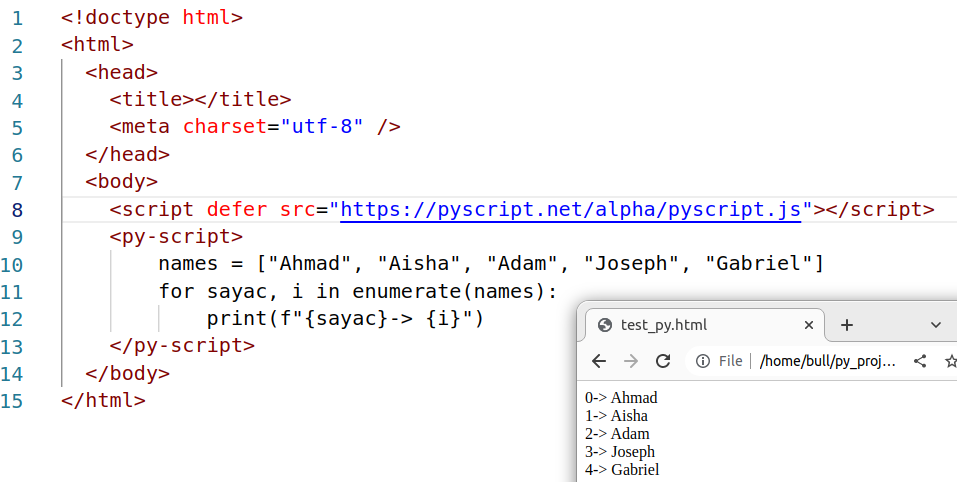 1 <!doctype html>
2 <html>
3 <head>
4 <title></title>
5 <meta charset="utf-8" />
6 </head>
7 <body>
8 <script defer src="https://pyscript.net/alpha/pyscript.js"></script>
9 <py-script>
10 names = ["Ahmad", "Aisha", "Adam", "Joseph", "Gabriel"]
11 for sayac, i in enumerate(names):
12 print(f"{sayac}-> {i}")
13 </py-script>
14 </body>
15 </html>
test_py.html
File /home/bull/py_proj...
0-> Ahmad
1-> Aisha
2-> Adam
3-> Joseph
4-> Gabriel